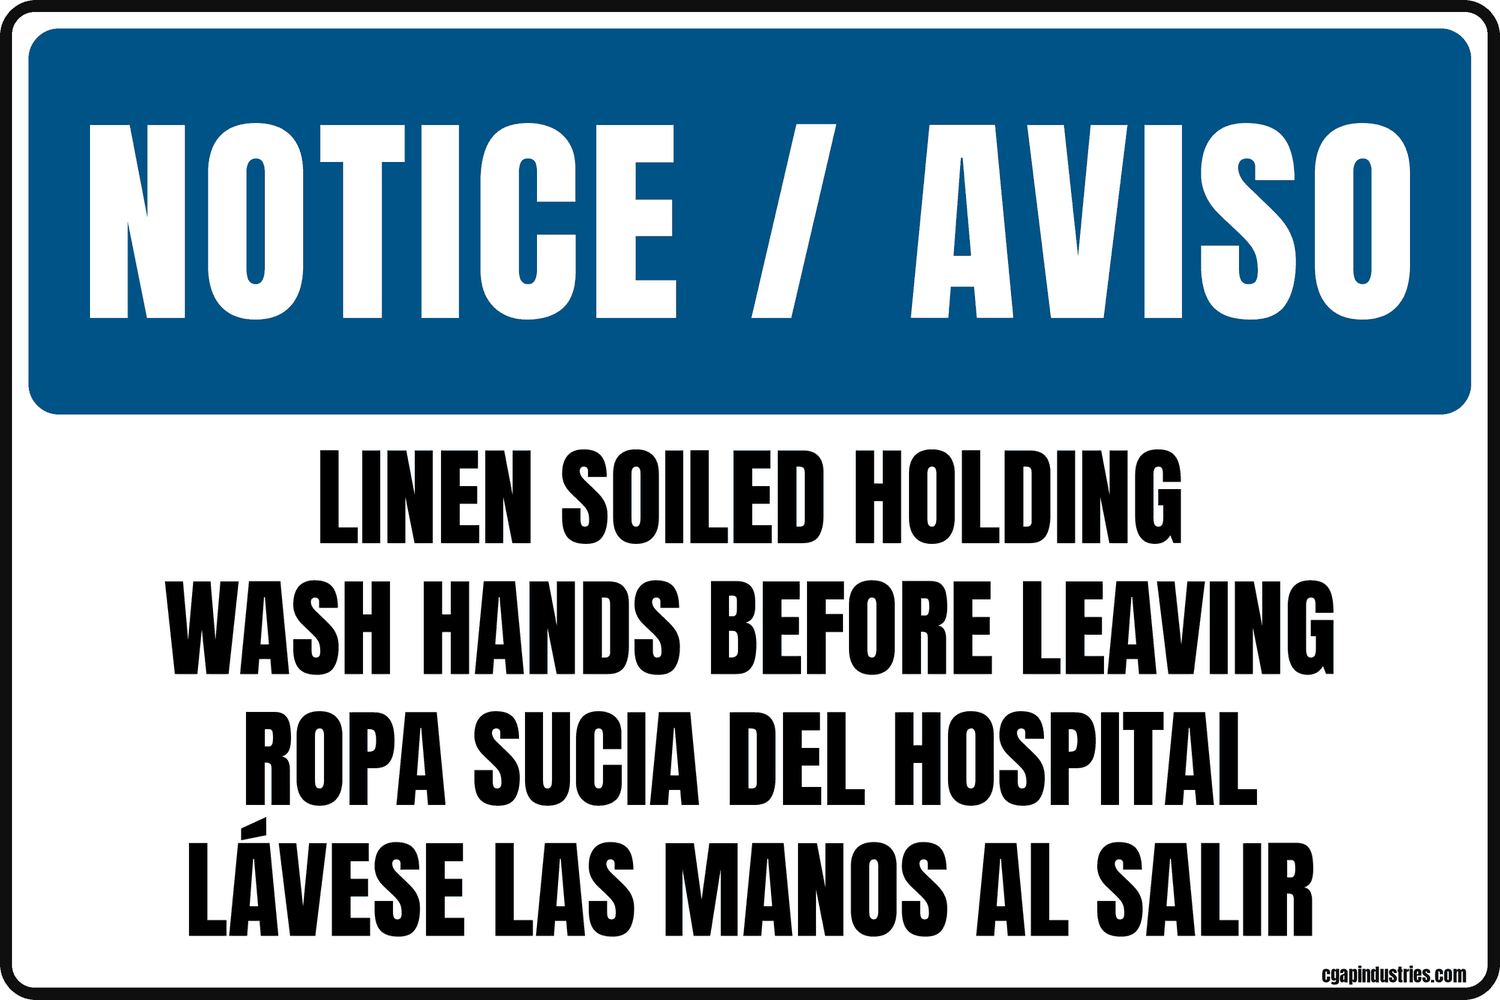 NOTICE / AVISO
LINEN SOILED HOLDING
WASH HANDS BEFORE LEAVING
ROPA SUCIA DEL HOSPITAL
LÁVESE LAS MANOS AL SALIR
cgapindustries.com